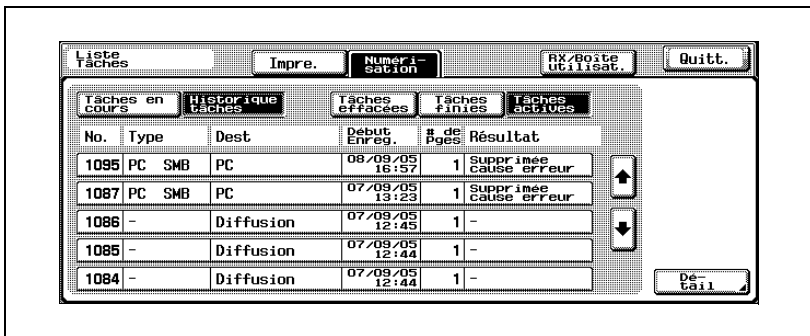 Liste
Tâches
Impre.
Numéri-
sation
RX/Boîte
utilisat.
Quitt.
Tâches en
cours
Historique
tâches
Tâches
effacées
Tâches
finies
Tâches
actives
No. Type Dest Début
Enreg. # de
Pges Résultat
1095 PC SMB PC 08/09/05
16:57 1 Supprimée
cause erreur
1087 PC SMB PC 07/09/05
13:23 1 Supprimée
cause erreur
1086 - Diffusion 07/09/05
12:45 1 -
1085 - Diffusion 07/09/05
12:44 1 -
1084 - Diffusion 07/09/05
12:44 1 -
Dé-
tail